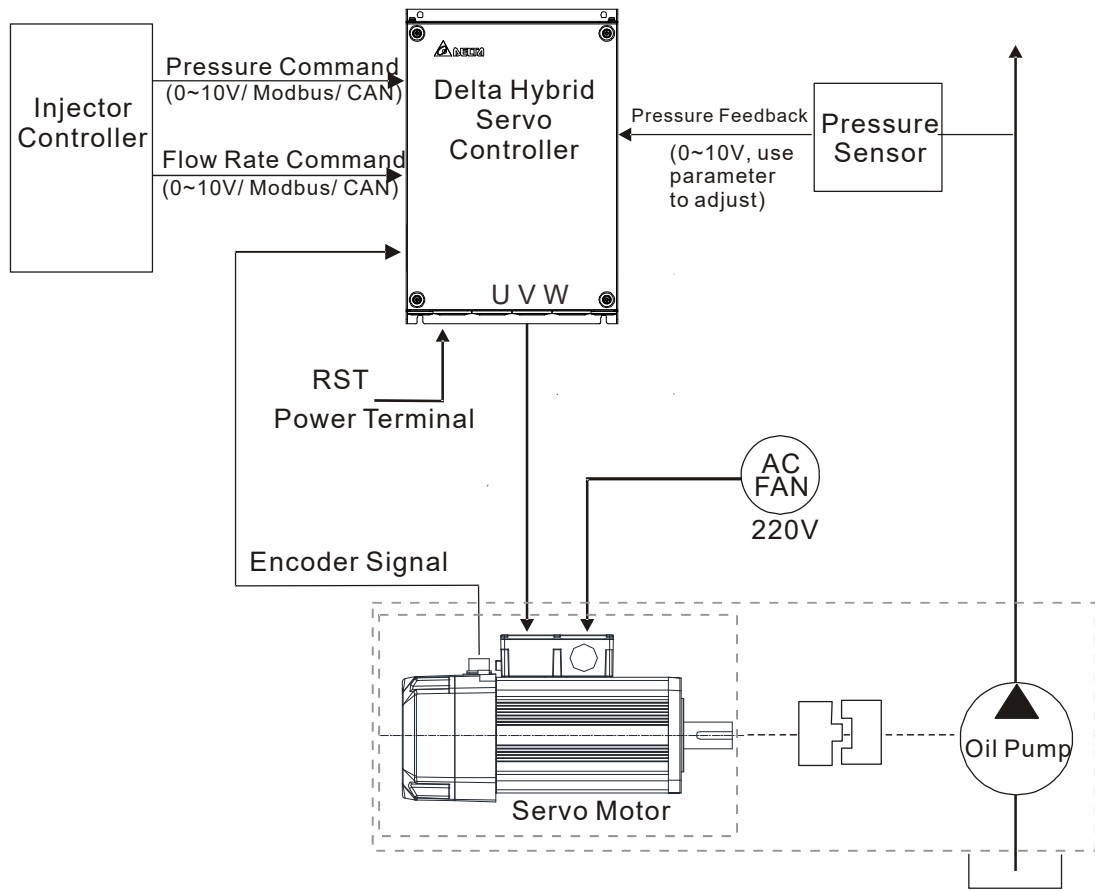 DELTA
Injector
Controller
Pressure Command
(0~10V/ Modbus/ CAN)
Flow Rate Command
(0~10V/ Modbus/ CAN)
Delta Hybrid
Servo
Controller
U V W
Pressure Feedback
(0~10V, use
parameter
to adjust)
Pressure
Sensor
RST
Power Terminal
AC
FAN
220V
Encoder Signal
Servo Motor
Oil Pump